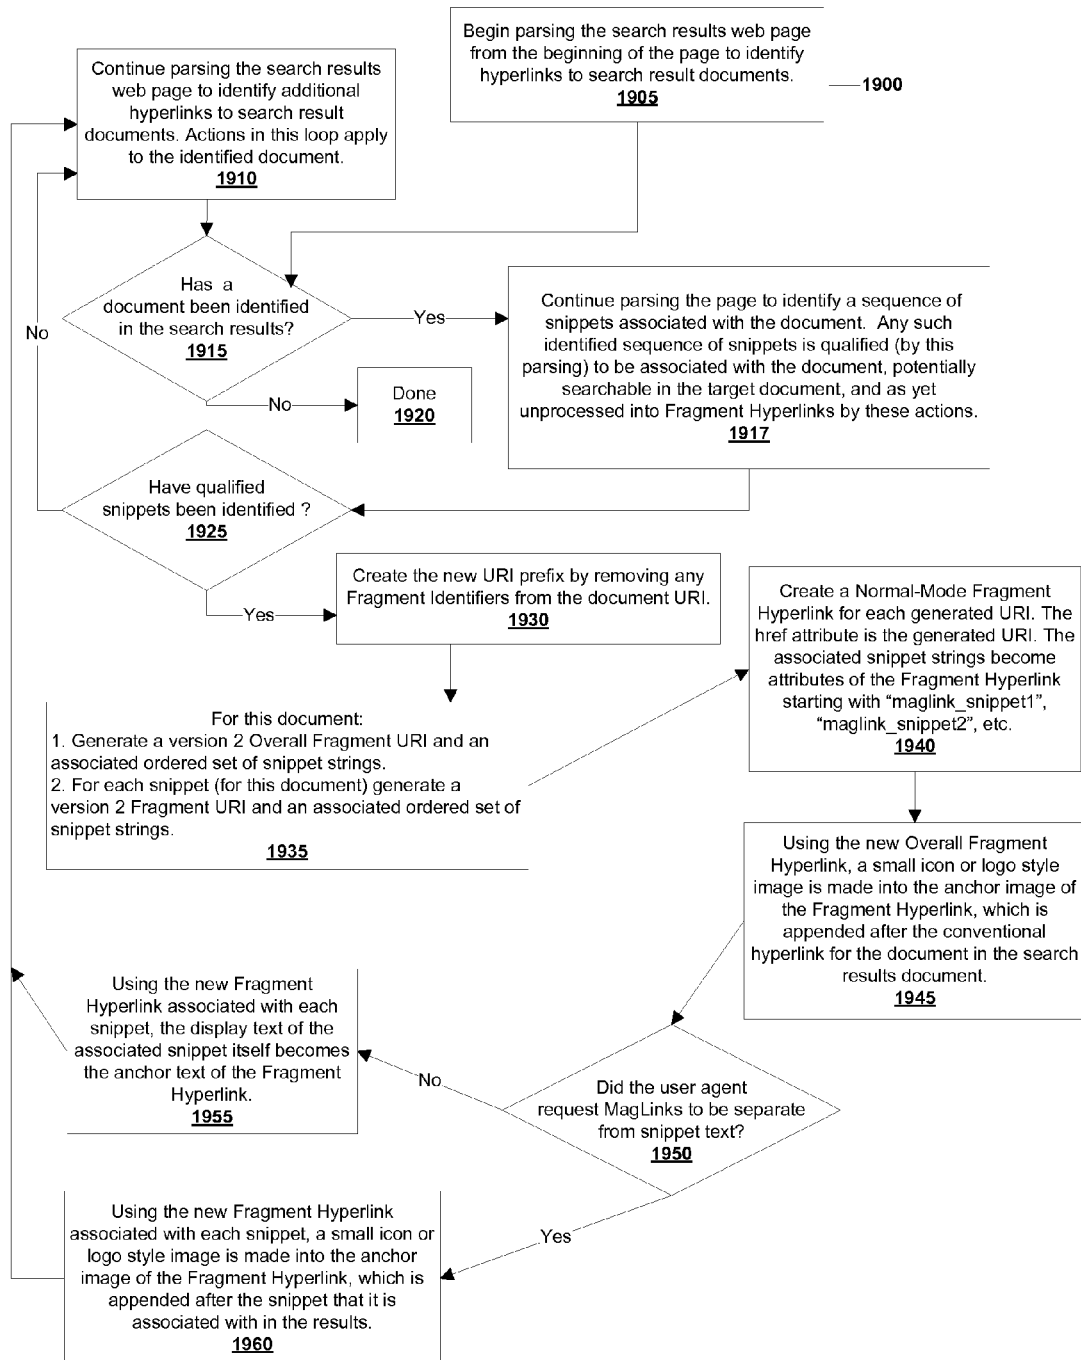 Begin parsing the search results web page
from the beginning of the page to identify
hyperlinks to search result documents.
1905
1900
Continue parsing the search results
web page to identify additional
hyperlinks to search result
documents. Actions in this loop apply
to the identified document.
1910
Has a
document been identified
in the search results?
1915
Yes
No
No
Done
1920
Continue parsing the page to identify a sequence of
snippets associated with the document. Any such
identified sequence of snippets is qualified (by this
parsing) to be associated with the document, potentially
searchable in the target document, and as yet
unprocessed into Fragment Hyperlinks by these actions.
1917
Have qualified
snippets been identified ?
1925
Yes
Create the new URI prefix by removing any
Fragment Identifiers from the document URI.
1930
For this document:
1. Generate a version 2 Overall Fragment URI and an
associated ordered set of snippet strings.
2. For each snippet (for this document) generate a
version 2 Fragment URI and an associated ordered set of
snippet strings.
1935
Create a Normal-Mode Fragment
Hyperlink for each generated URI. The
href attribute is the generated URI. The
associated snippet strings become
attributes of the Fragment Hyperlink
starting with “maglink_snippet1”,
“maglink_snippet2”, etc.
1940
Using the new Overall Fragment
Hyperlink, a small icon or logo style
image is made into the anchor image of
the Fragment Hyperlink, which is
appended after the conventional
hyperlink for the document in the search
results document.
1945
Did the user agent
request MagLinks to be separate
from snippet text?
1950
No
Yes
Using the new Fragment
Hyperlink associated with each
snippet, the display text of the
associated snippet itself becomes
the anchor text of the Fragment
Hyperlink.
1955
Using the new Fragment Hyperlink
associated with each snippet, a small icon or
logo style image is made into the anchor
image of the Fragment Hyperlink, which is
appended after the snippet that it is
associated with in the results.
1960